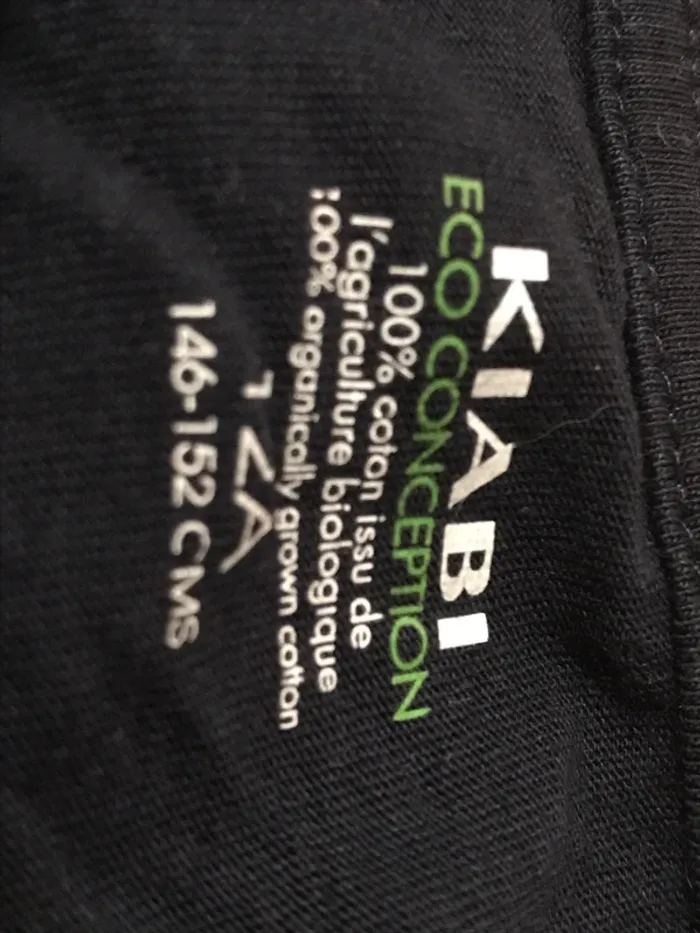 KIABI
ECO CONCEPTION
100% coton issu de
l'agriculture biologique
100% organically grown cotton
12A
146-152 CMS